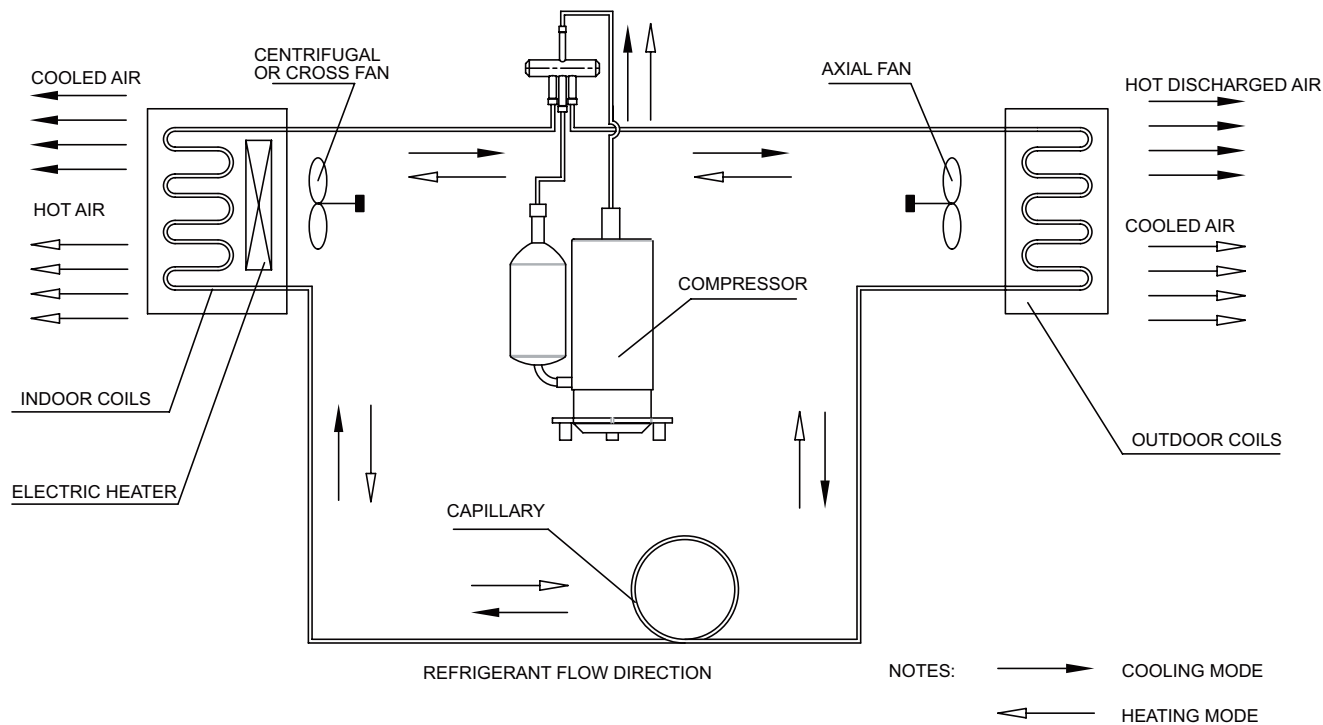 CENTRIFUGAL
OR CROSS FAN
COOLED AIR
AXIAL FAN
HOT DISCHARGED AIR
HOT AIR
COOLED AIR
COMPRESSOR
INDOOR COILS
OUTDOOR COILS
ELECTRIC HEATER
CAPILLARY
REFRIGERANT FLOW DIRECTION
NOTES:
COOLING MODE
HEATING MODE